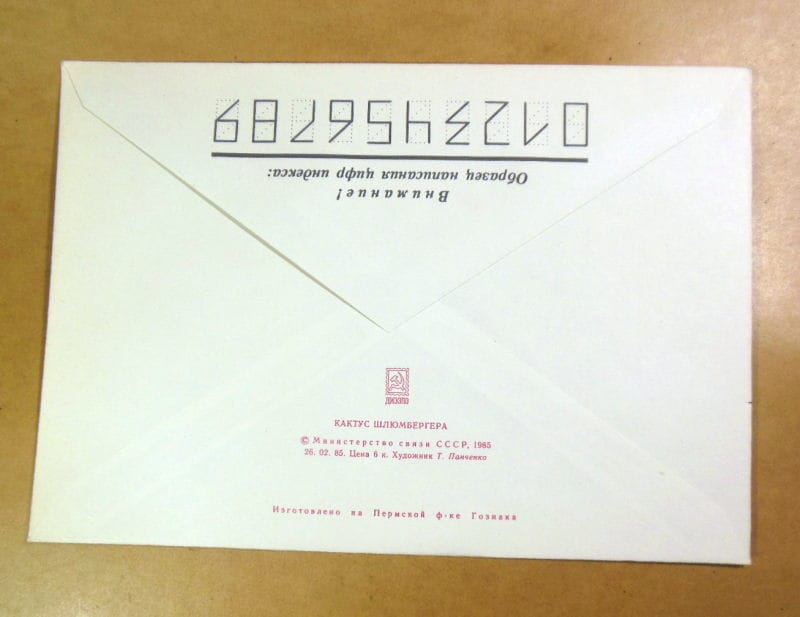 Внимание!
Образец написания цифр индекса:
0123456789
ДИЭЗПО
КАКТУС ШЛЮМБЕРГЕРА
© Министерство связи СССР, 1985
26. 02. 85. Цена 6 к. Художник Т. Панченко
Изготовлено на Пермской ф-ке Гознака